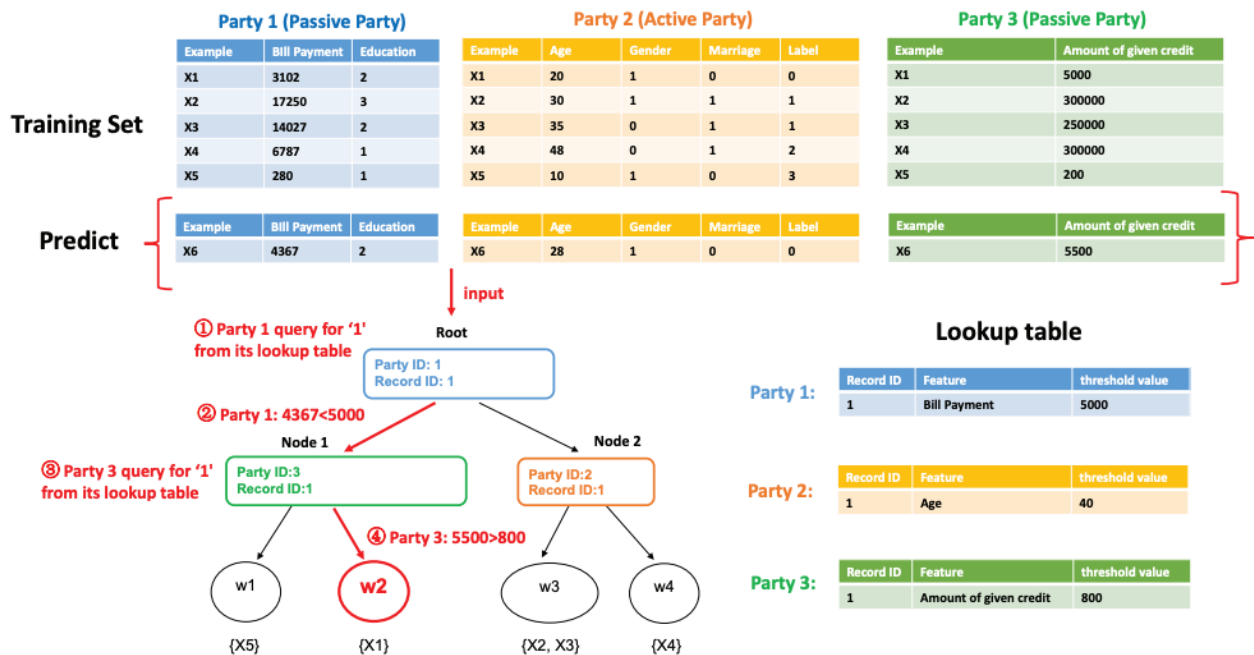 Party 1 (Passive Party)
Party 2 (Active Party)
Party 3 (Passive Party)
Training Set
Example Bill Payment Education
X1 3102 2
X2 17250 3
X3 14027 2
X4 6787 1
X5 280 1
Example Age Gender Marriage Label
X1 20 1 0 0
X2 30 1 1 1
X3 35 0 1 1
X4 48 0 1 2
X5 10 1 0 3
Example Amount of given credit
X1 5000
X2 300000
X3 250000
X4 300000
X5 200
Predict
Example Bill Payment Education
X6 4367 2
Example Age Gender Marriage Label
X6 28 1 0 0
Example Amount of given credit
X6 5500
input
① Party 1 query for ‘1'
from its lookup table
Root
Party ID: 1
Record ID: 1
② Party 1: 4367<5000
Node 1
Node 2
③ Party 3 query for ‘1'
from its lookup table
Party ID:3
Record ID:1
Party ID:2
Record ID:1
④ Party 3: 5500>800
w1
w2
w3
w4
{X5}
{X1}
{X2, X3}
{X4}
Lookup table
Party 1:
Record ID Feature threshold value
1 Bill Payment 5000
Party 2:
Record ID Feature threshold value
1 Age 40
Party 3:
Record ID Feature threshold value
1 Amount of given credit 800